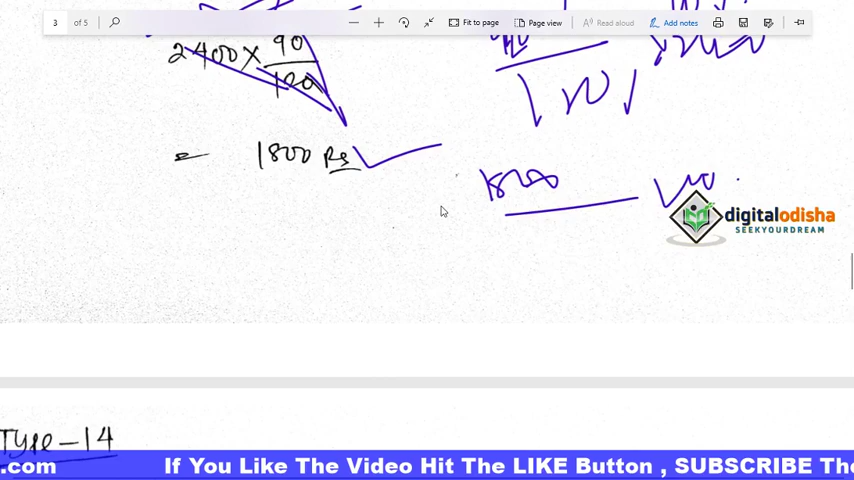 3 of 5 Fit to page Page view Read aloud Add notes
2400 × 90
120
= 1800 Rs
1800
digitalodisha
SEEKYOURDREAM
Type - 14
.com If You Like The Video Hit The LIKE Button , SUBSCRIBE The